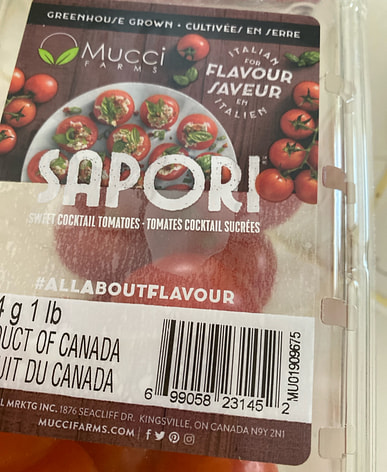 GREENHOUSE GROWN • CULTIVÉES EN SERRE
Mucci
FARMS
ITALIAN
FOR
FLAVOUR
SAVEUR
EN
ITALIEN
SAPORI
SWEET COCKTAIL TOMATOES • TOMATES COCKTAIL SUCRÉES
#ALLABOUTFLAVOUR
4 g 1 lb
DUCT OF CANADA
UIT DU CANADA
6 99058 23145 2
MU01909675
L MRKTG INC. 1876 SEACLIFF DR. KINGSVILLE, ON CANADA N9Y 2N1
MUCCIFARMS.COM